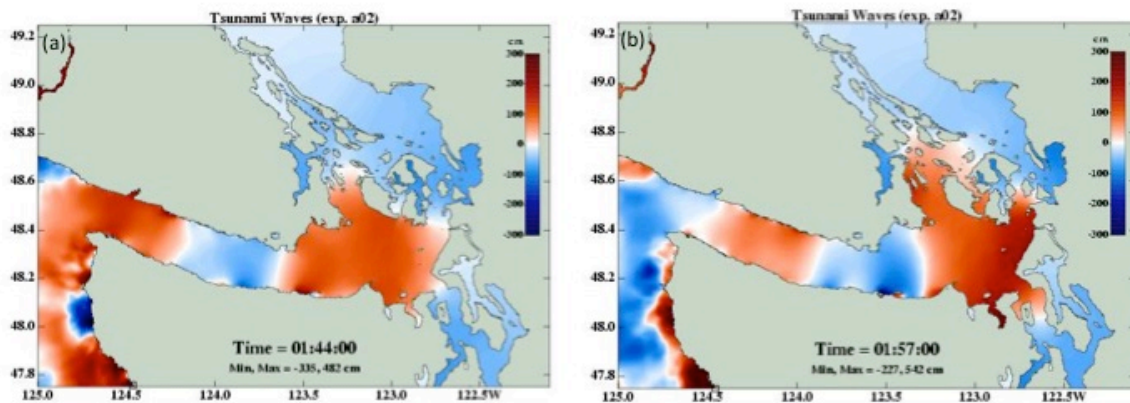 Tsunami Waves (exp. a02)
(a)
cm
49.2
49.0
48.8
48.6
48.4
48.2
48.0
47.8
300
200
100
0
-100
-200
-300
Time = 01:44:00
Min, Max = -335, 482 cm
125.0 124.5 124.0 123.5 123.0 122.5W
Tsunami Waves (exp. a02)
(b)
cm
49.2
49.0
48.8
48.6
48.4
48.2
48.0
47.8
300
200
100
0
-100
-200
-300
Time = 01:57:00
Min, Max = -227, 542 cm
125.0 124.5 124.0 123.5 123.0 122.5W